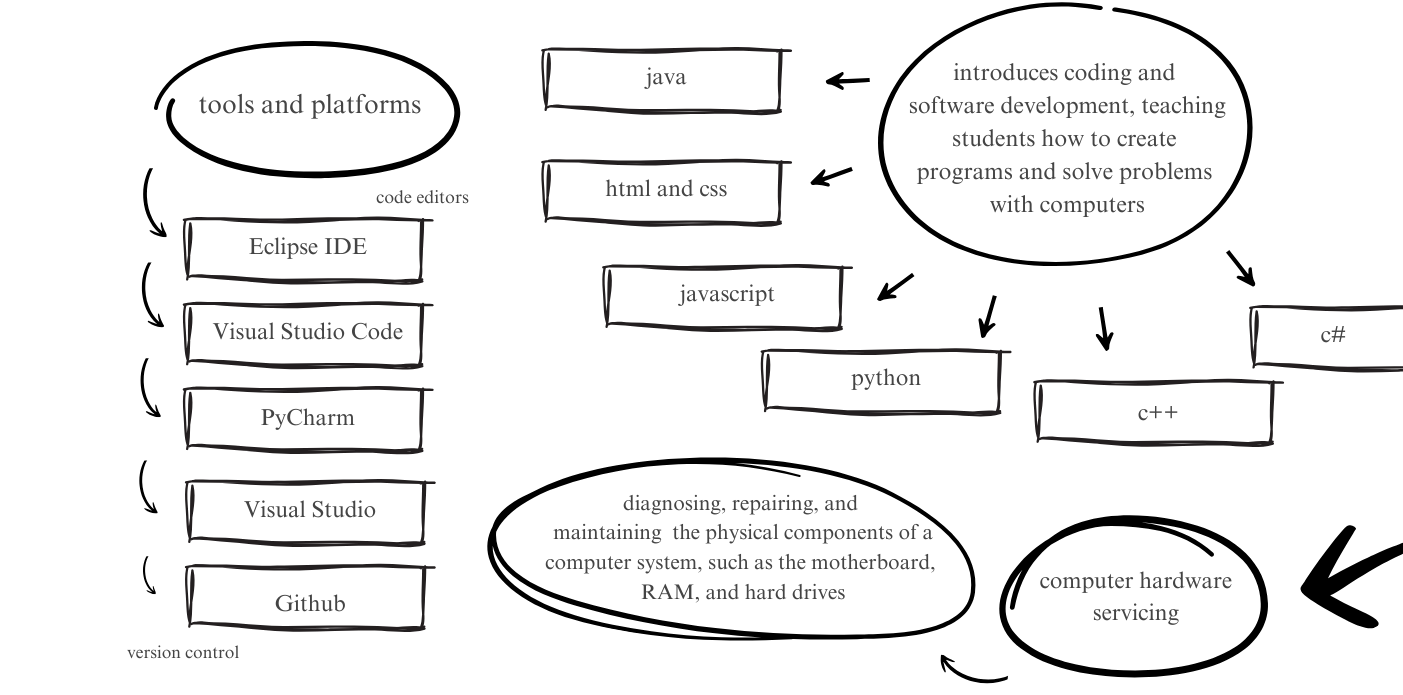 tools and platforms
code editors
Eclipse IDE
Visual Studio Code
PyCharm
Visual Studio
Github
version control
java
html and css
javascript
python
c++
c#
introduces coding and
software development, teaching
students how to create
programs and solve problems
with computers
diagnosing, repairing, and
maintaining  the physical components of a
computer system, such as the motherboard,
RAM, and hard drives
computer hardware
servicing